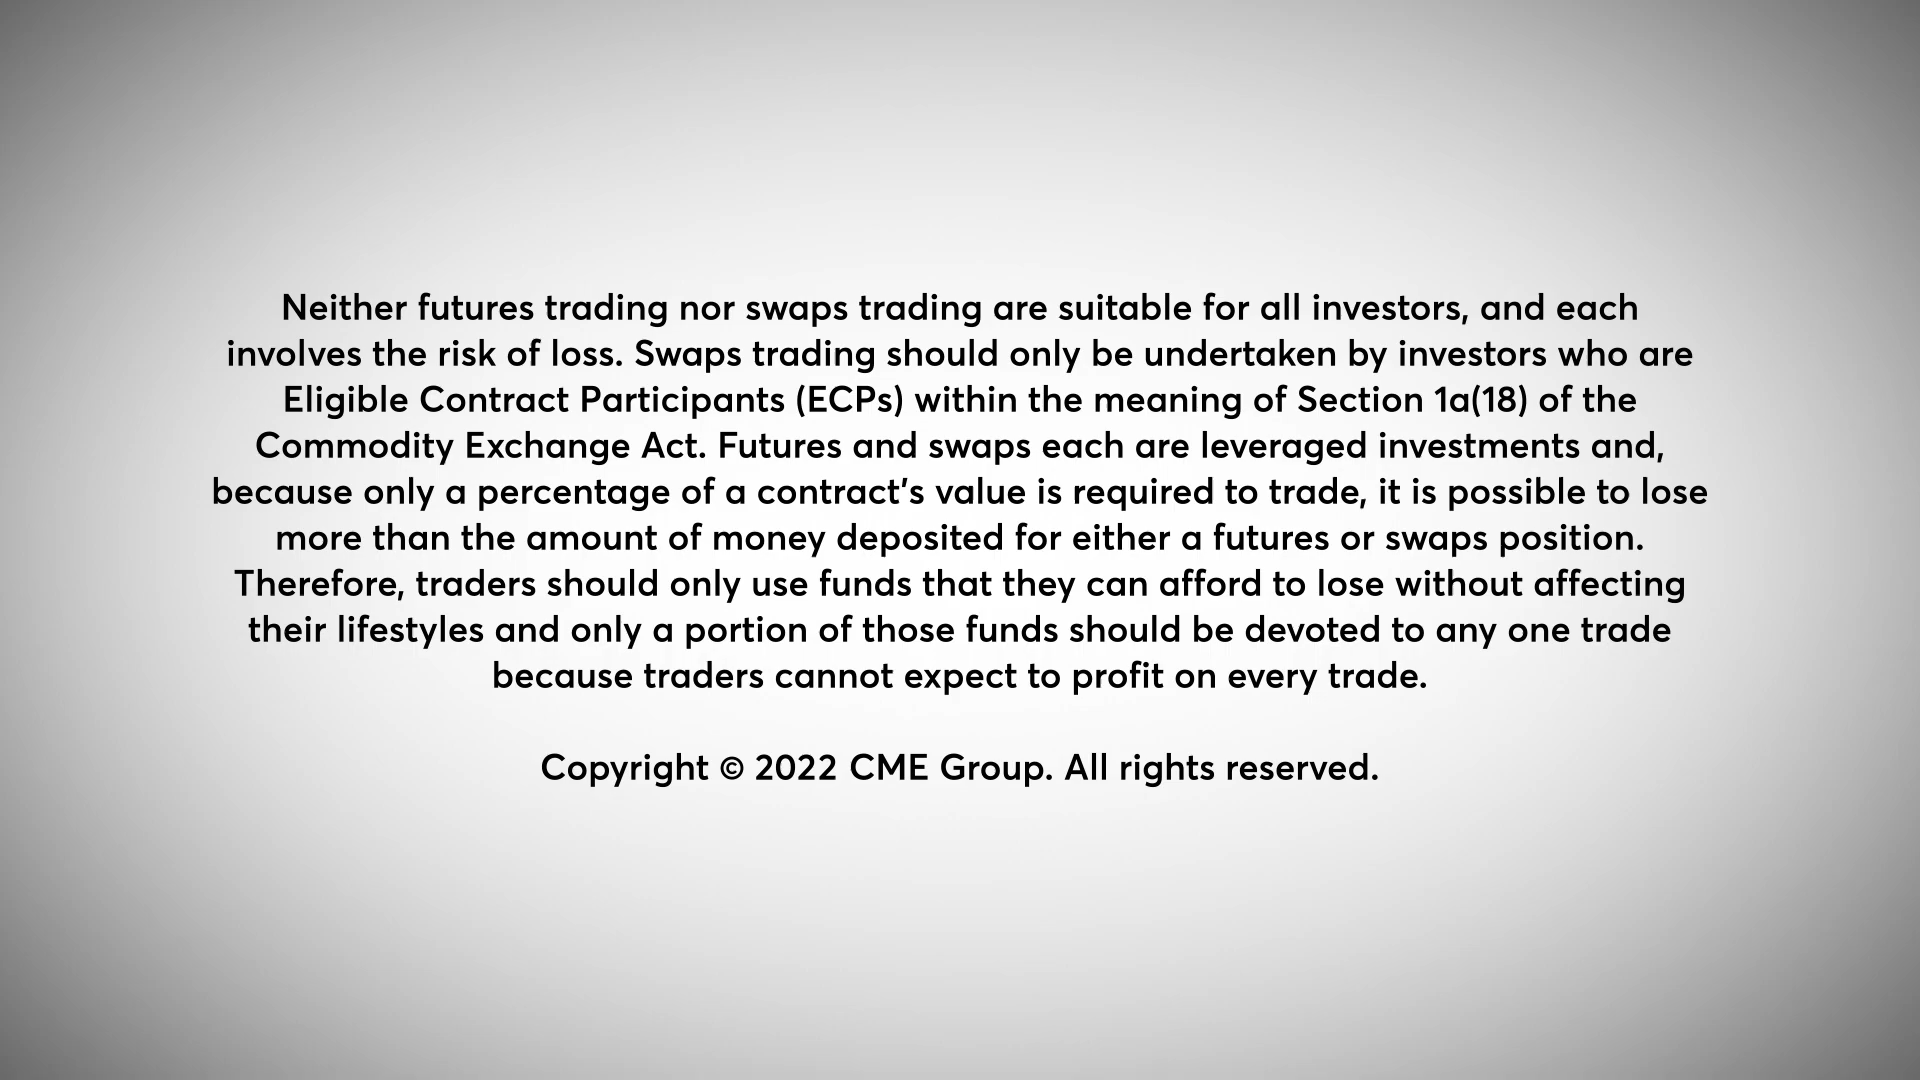 Neither futures trading nor swaps trading are suitable for all investors, and each
involves the risk of loss. Swaps trading should only be undertaken by investors who are
Eligible Contract Participants (ECPs) within the meaning of Section 1a(18) of the
Commodity Exchange Act. Futures and swaps each are leveraged investments and,
because only a percentage of a contract's value is required to trade, it is possible to lose
more than the amount of money deposited for either a futures or swaps position.
Therefore, traders should only use funds that they can afford to lose without affecting
their lifestyles and only a portion of those funds should be devoted to any one trade
because traders cannot expect to profit on every trade.
Copyright © 2022 CME Group. All rights reserved.